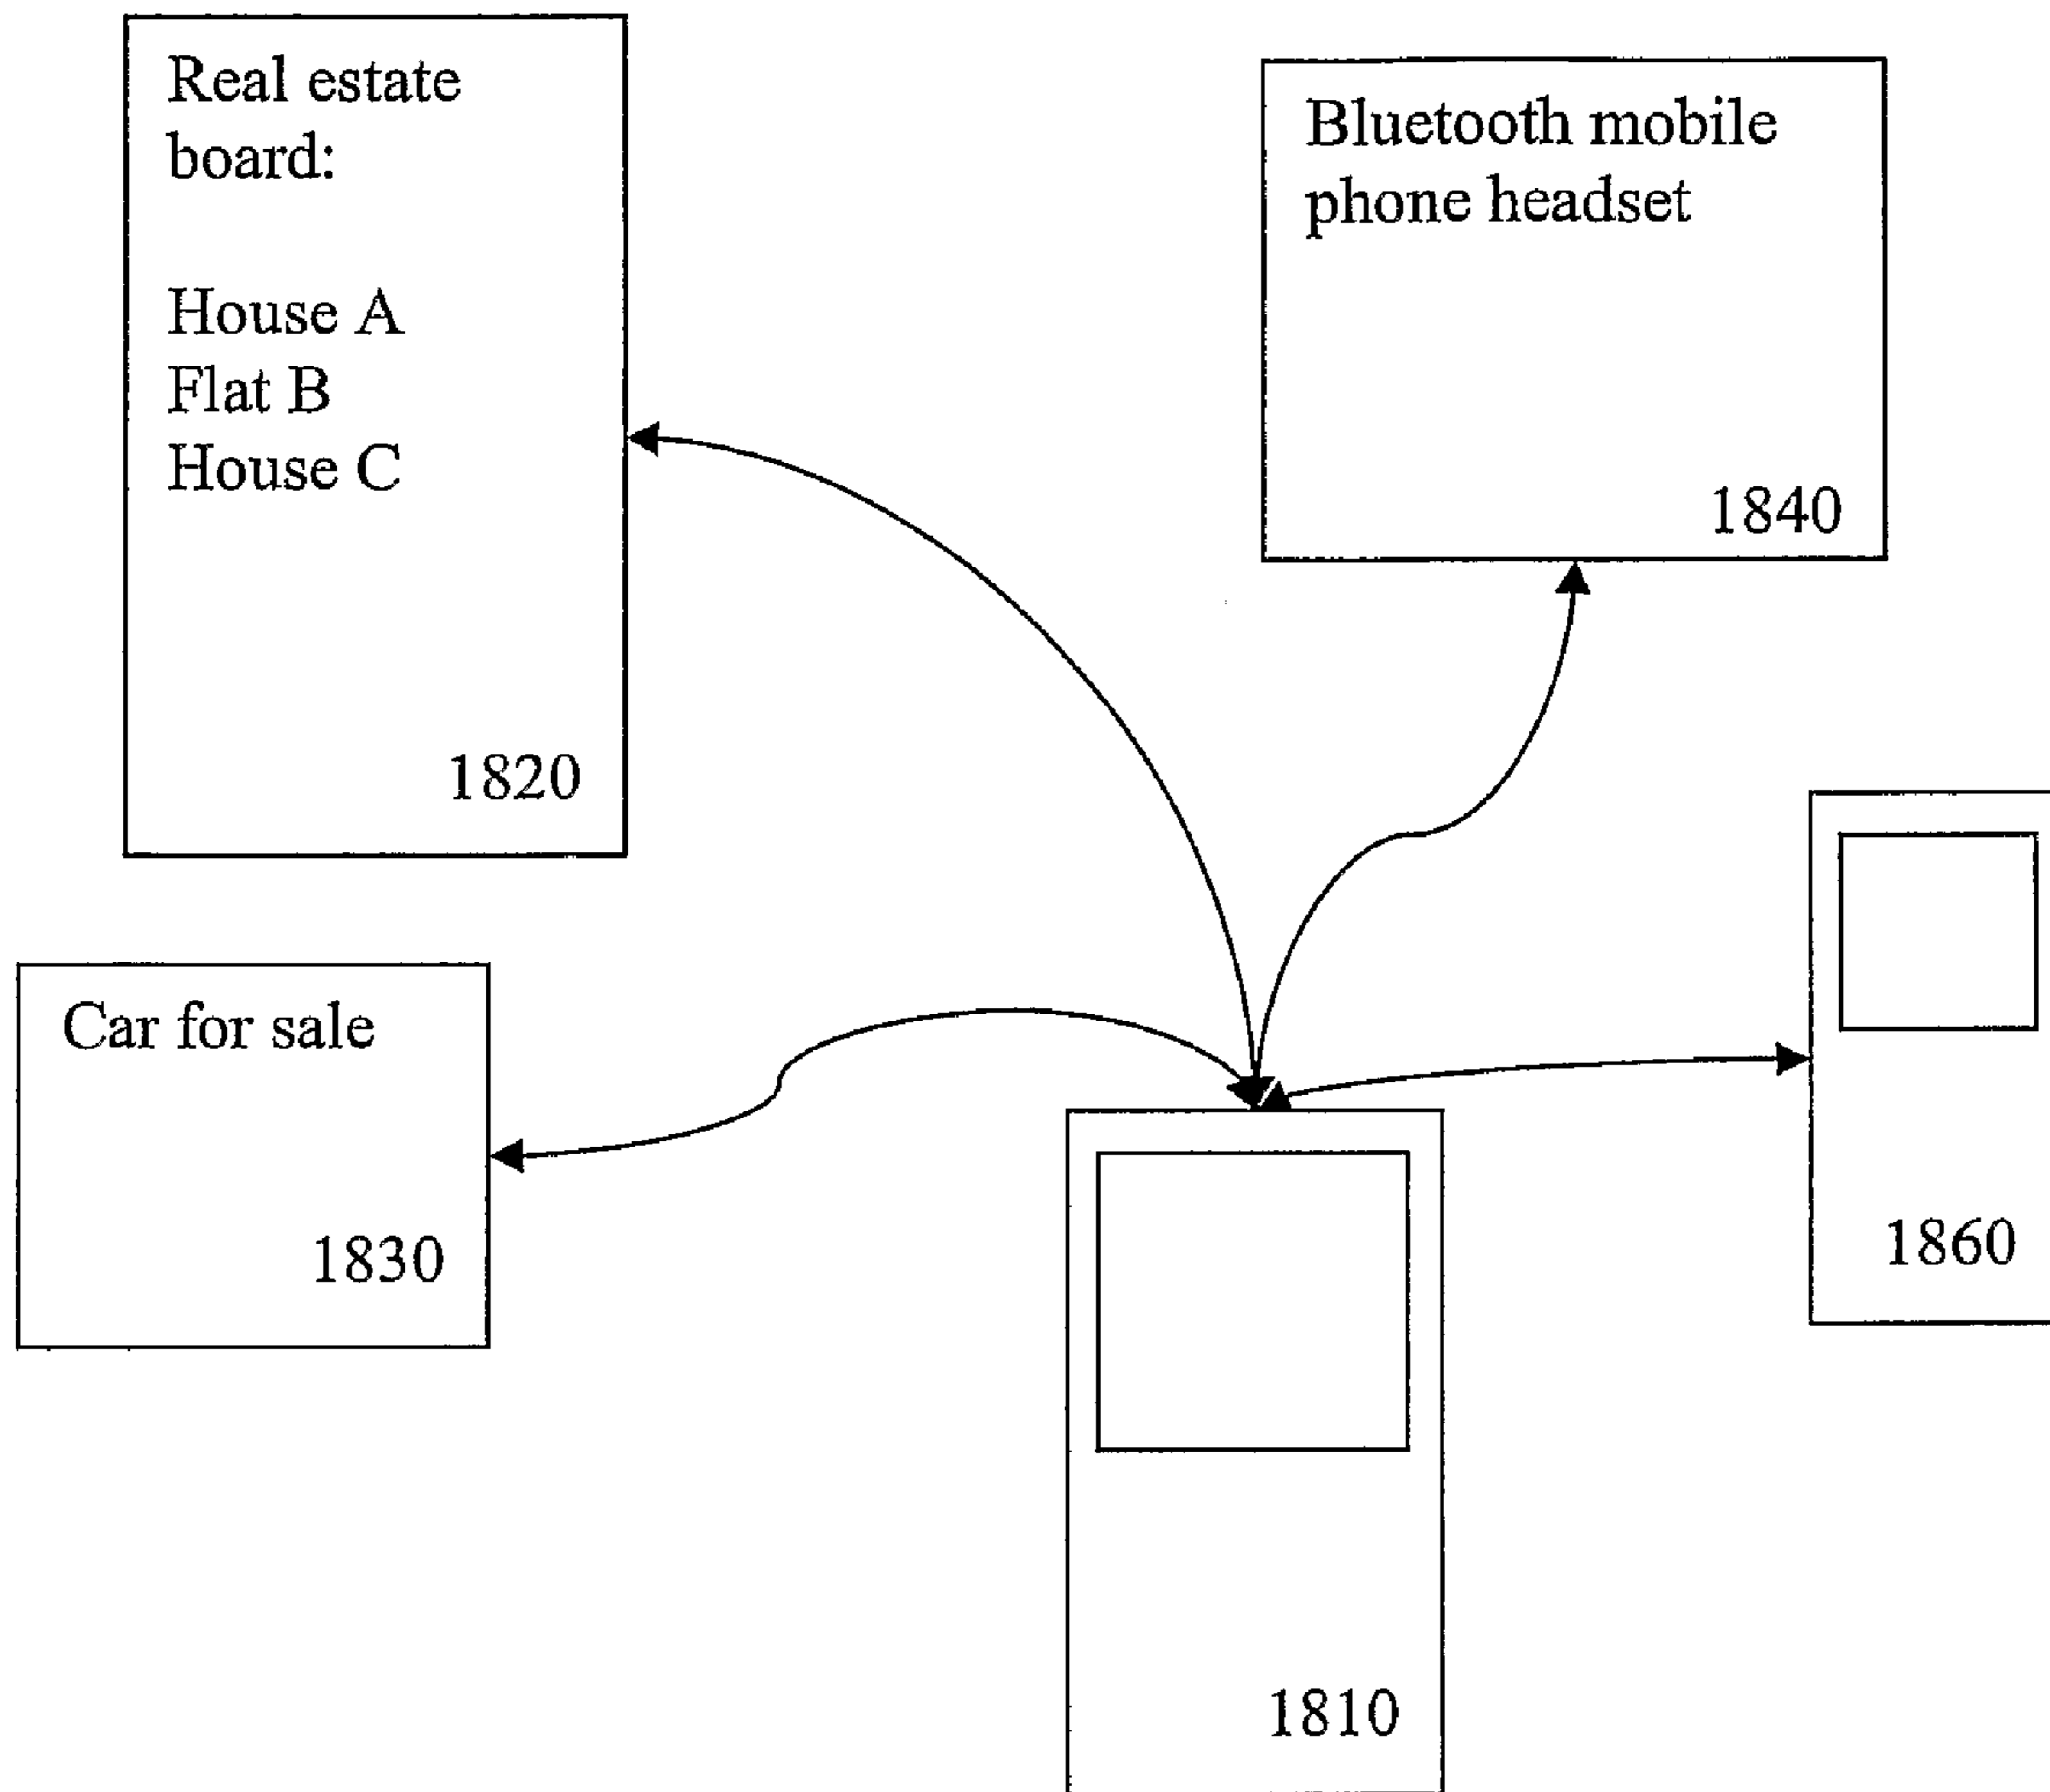 Real estate
board:
House A
Flat B
House C
1820
Bluetooth mobile
phone headset
1840
Car for sale
1830
1860
1810